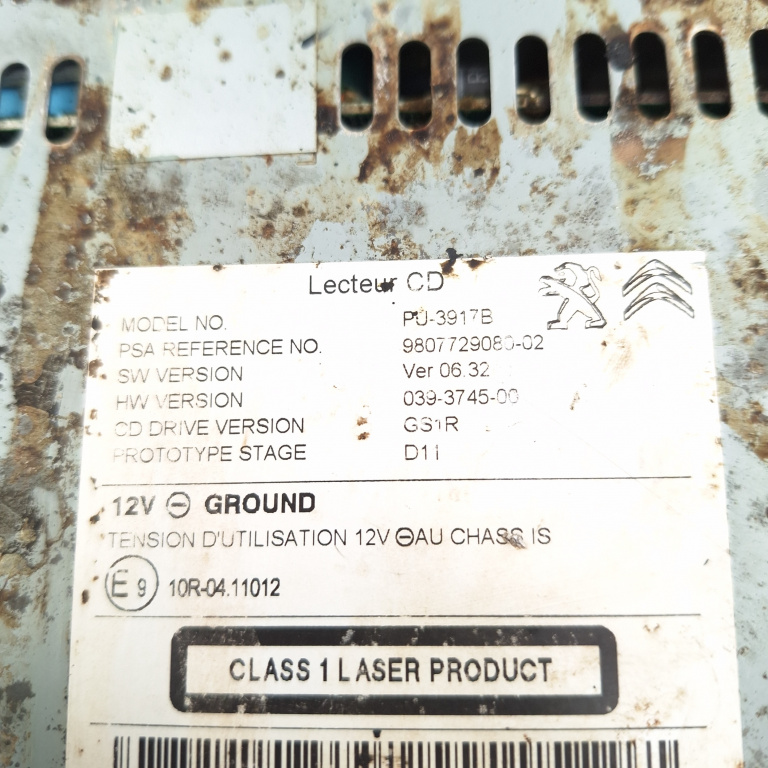 Lecteur CD
MODEL NO. PU-3917B
PSA REFERENCE NO. 9807729080-02
SW VERSION Ver 06.32
HW VERSION 039-3745-00
CD DRIVE VERSION GS1R
PROTOTYPE STAGE D11
12V ⊖ GROUND
TENSION D'UTILISATION 12V ⊖AU CHASSIS
E9 10R-04.11012
CLASS 1 LASER PRODUCT